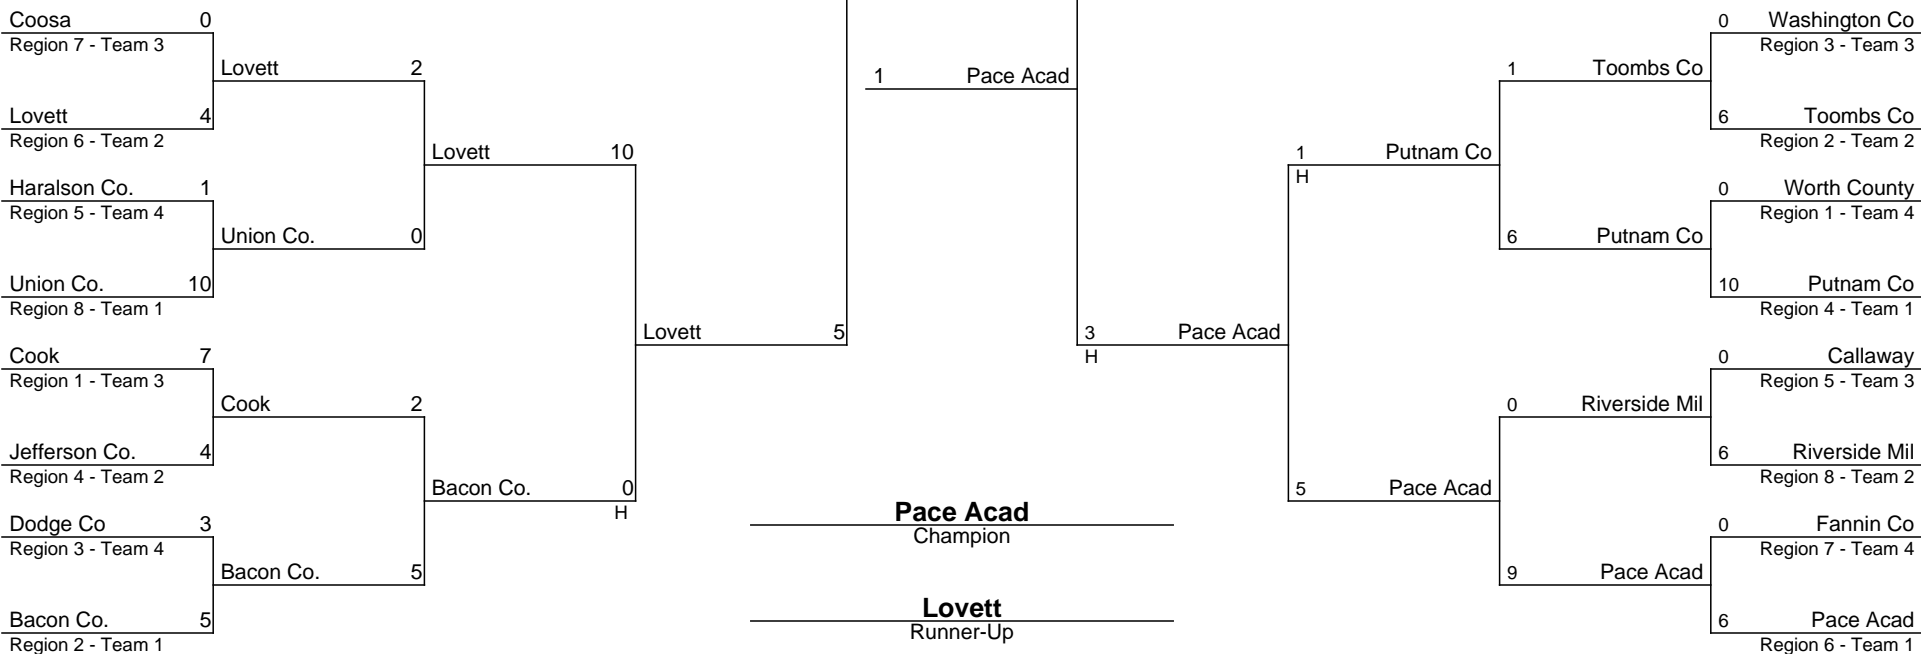 Coosa 0
Region 7 - Team 3
Lovett 4
Region 6 - Team 2
Haralson Co. 1
Region 5 - Team 4
Union Co. 10
Region 8 - Team 1
Cook 7
Region 1 - Team 3
Jefferson Co. 4
Region 4 - Team 2
Dodge Co 3
Region 3 - Team 4
Bacon Co. 5
Region 2 - Team 1
Lovett 2
Union Co. 0
Cook 2
Bacon Co. 5
Lovett 10
Bacon Co. 0
H
Lovett 5
1 Pace Acad
Pace Acad
Champion
Lovett
Runner-Up
3 Pace Acad
H
1 Putnam Co
H
5 Pace Acad
1 Toombs Co
6 Putnam Co
0 Riverside Mil
9 Pace Acad
0 Washington Co
Region 3 - Team 3
6 Toombs Co
Region 2 - Team 2
0 Worth County
Region 1 - Team 4
10 Putnam Co
Region 4 - Team 1
0 Callaway
Region 5 - Team 3
6 Riverside Mil
Region 8 - Team 2
0 Fannin Co
Region 7 - Team 4
6 Pace Acad
Region 6 - Team 1